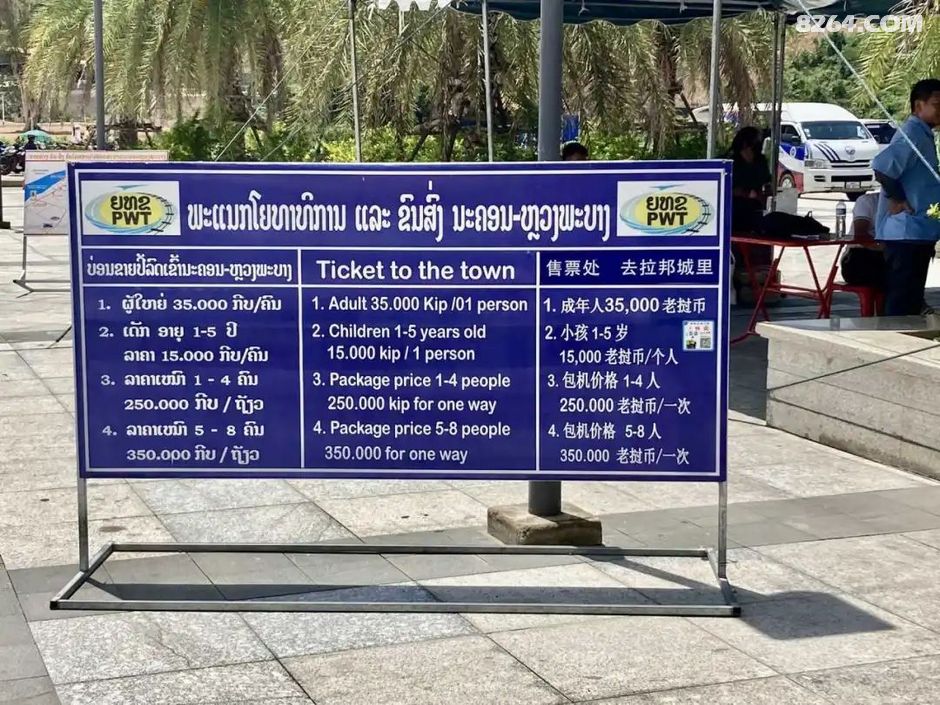 8264.COM
ຍທຂ
PWT
ພະແນກໂຍທາທິການ ແລະ ຂົນສົ່ງ ນະຄອນ-ຫຼວງພະບາງ
ຍທຂ
PWT
ບ່ອນຂາຍປີ້ລົດເຂົ້ານະຄອນ-ຫຼວງພະບາງ
1. ຜູ້ໃຫຍ່ 35.000 ກີບ/ຄົນ
2. ເດັກ ອາຍຸ 1-5 ປີ
ລາຄາ 15.000 ກີບ/ຄົນ
3. ລາຄາເໝົາ 1 - 4 ຄົນ
250.000 ກີບ / ຖ້ຽວ
4. ລາຄາເໝົາ 5 - 8 ຄົນ
350.000 ກີບ / ຖ້ຽວ
Ticket to the town
1. Adult 35.000 Kip /01 person
2. Children 1-5 years old
15.000 kip / 1 person
3. Package price 1-4 people
250.000 kip for one way
4. Package price 5-8 people
350.000 for one way
售票处 去拉邦城里
1. 成年人35,000 老挝币
2. 小孩 1-5 岁
15,000 老挝币/个人
3. 包机价格 1-4 人
250.000 老挝币/一次
4. 包机价格 5-8 人
350.000 老挝币/一次